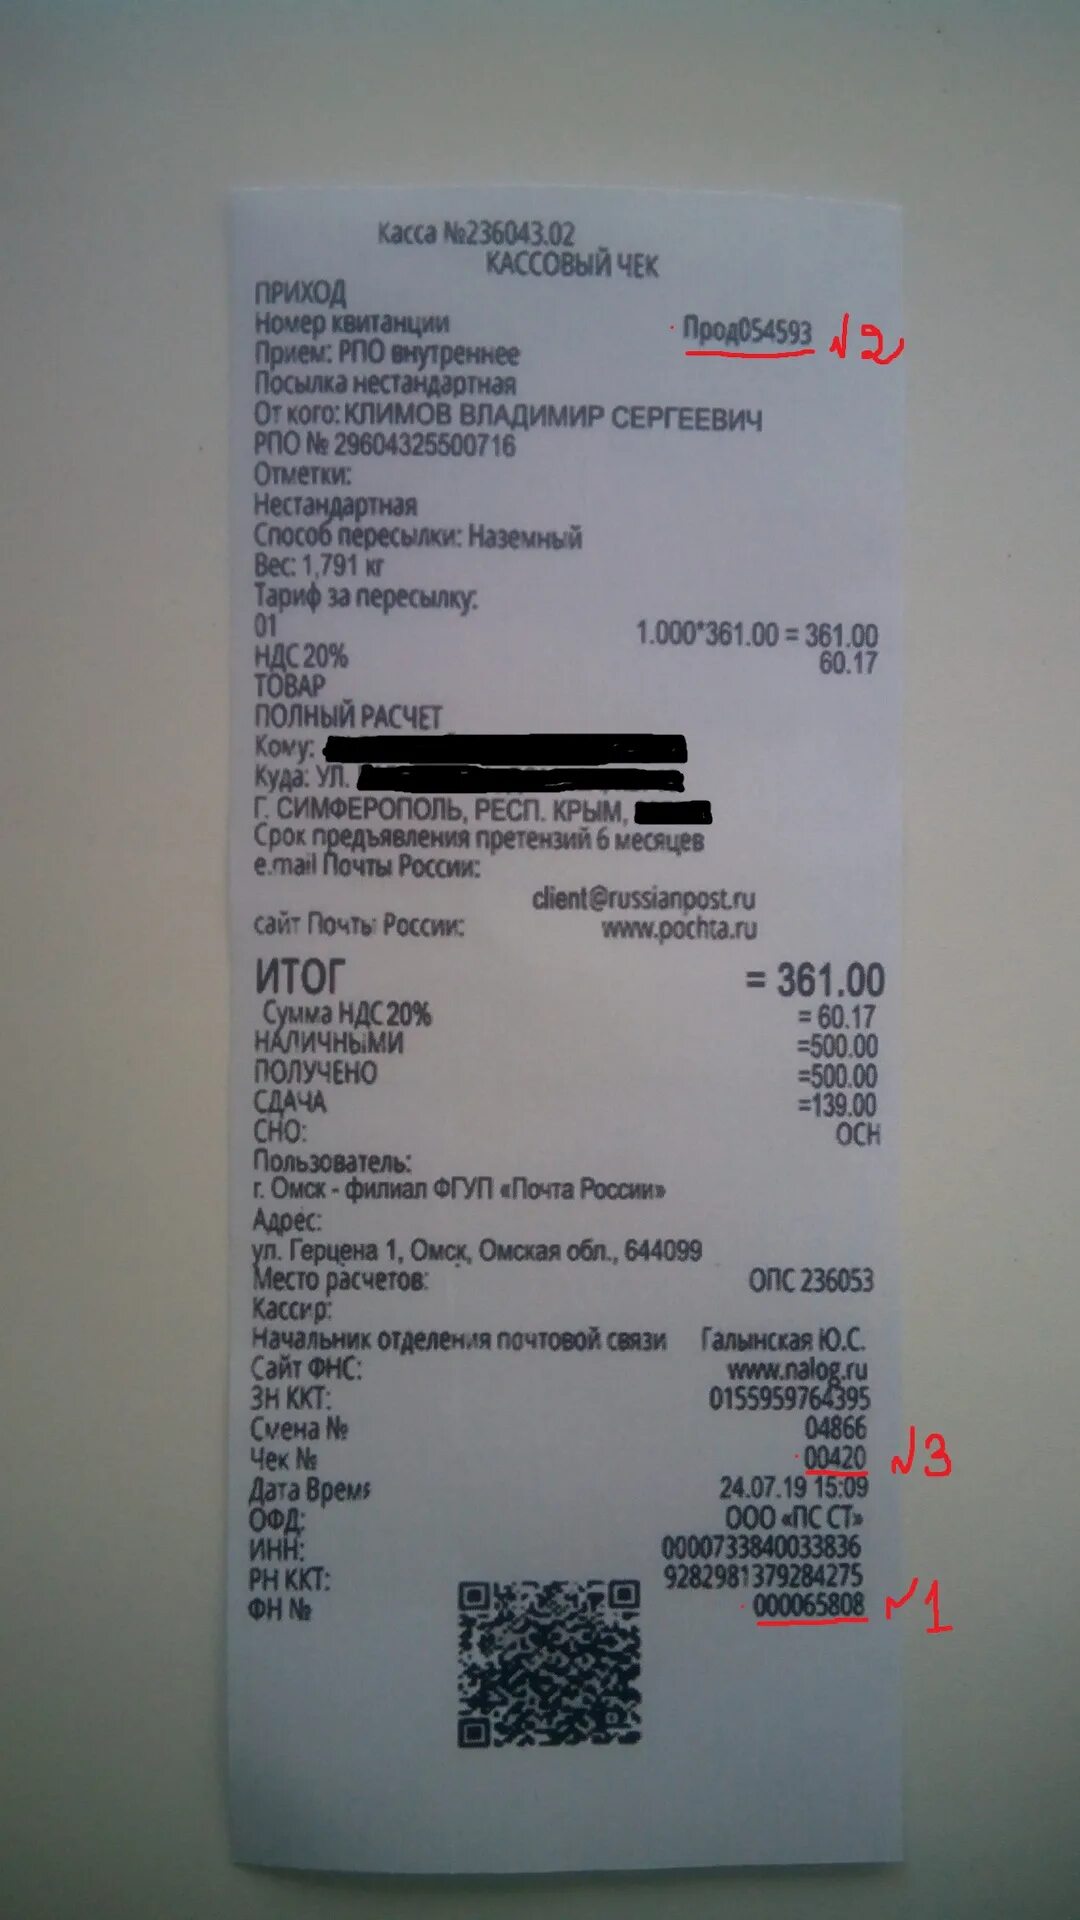 Касса №236043.02
КАССОВЫЙ ЧЕК
ПРИХОД
Номер квитанции Прод054593 №2
Прием: РПО внутреннее
Посылка нестандартная
От кого: КЛИМОВ ВЛАДИМИР СЕРГЕЕВИЧ
РПО № 29604325500716
Отметки:
Нестандартная
Способ пересылки: Наземный
Вес: 1,791 кг
Тариф за пересылку:
01 1.000*361.00 = 361.00
НДС 20% 60.17
ТОВАР
ПОЛНЫЙ РАСЧЕТ
Кому:
Куда: УЛ.
Г. СИМФЕРОПОЛЬ, РЕСП. КРЫМ,
Срок предъявления претензий 6 месяцев
e.mail Почты России:
client@russianpost.ru
сайт Почты России: www.pochta.ru
ИТОГ = 361.00
Сумма НДС 20% = 60.17
НАЛИЧНЫМИ =500.00
ПОЛУЧЕНО =500.00
СДАЧА =139.00
СНО: ОСН
Пользователь:
г. Омск - филиал ФГУП «Почта России»
Адрес:
ул. Герцена 1, Омск, Омская обл., 644099
Место расчетов: ОПС 236053
Кассир:
Начальник отделения почтовой связи Галынская Ю.С.
Сайт ФНС: www.nalog.ru
ЗН ККТ: 0155959764395
Смена № 04866
Чек № 00420 №3
Дата Время 24.07.19 15:09
ОФД: ООО «ПС СТ»
ИНН: 0000733840033836
РН ККТ: 9282981379284275
ФН № 000065808 №1